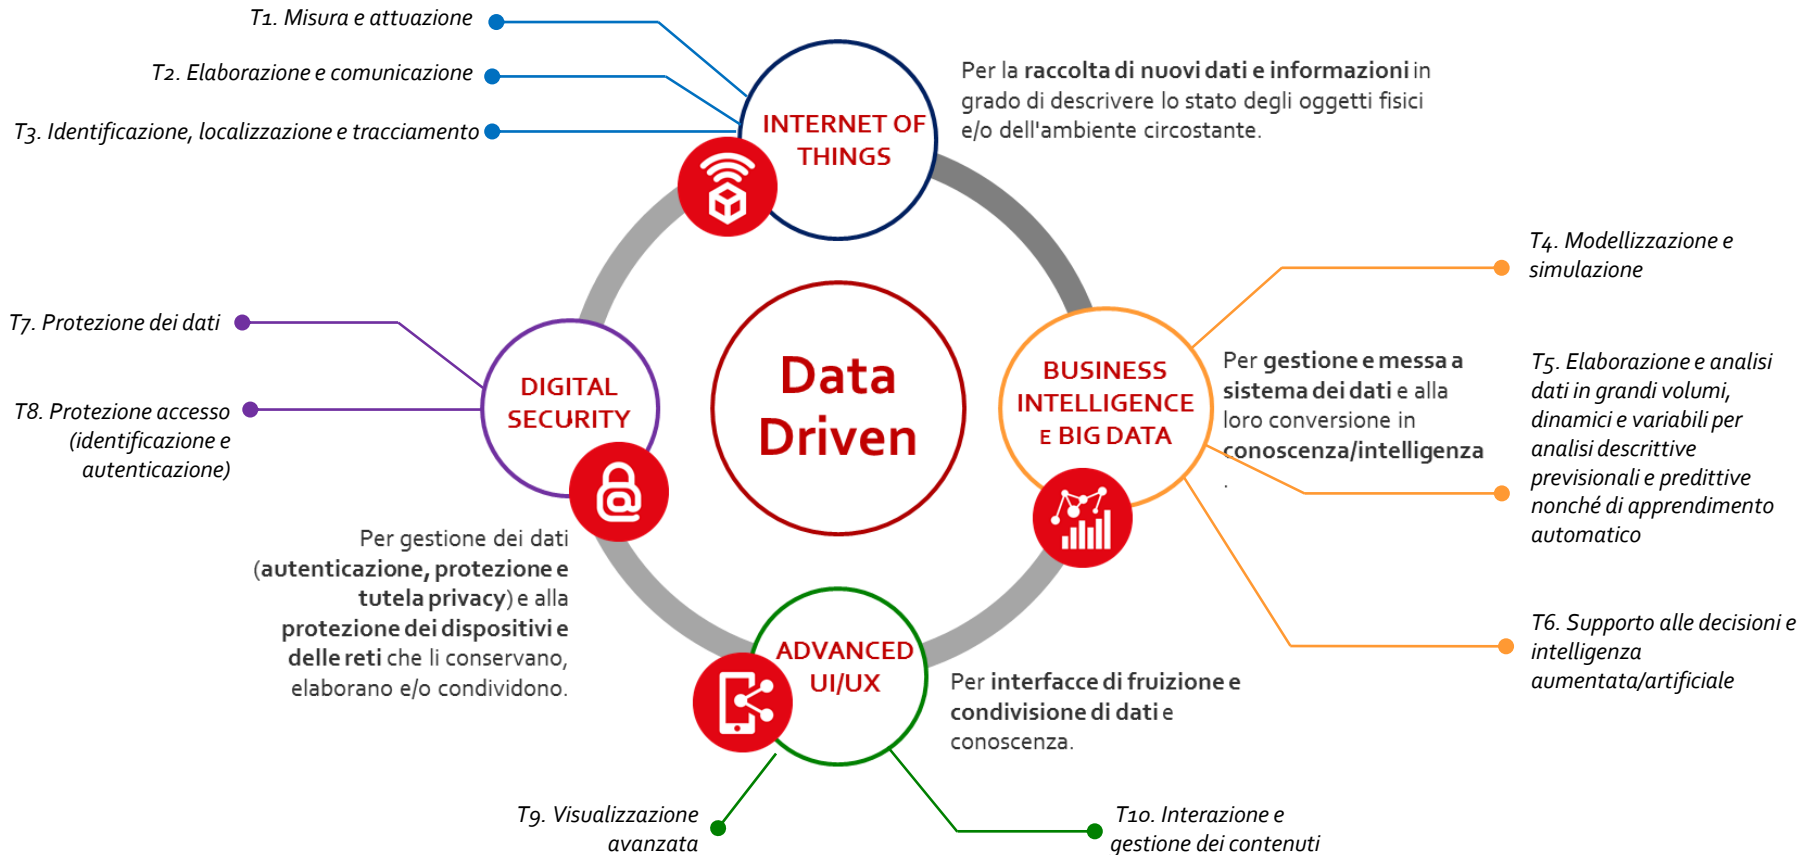 T1. Misura e attuazione
T2. Elaborazione e comunicazione
T3. Identificazione, localizzazione e tracciamento
INTERNET OF
THINGS
Per la raccolta di nuovi dati e informazioni in
grado di descrivere lo stato degli oggetti fisici
e/o dell'ambiente circostante.
T4. Modellizzazione e
simulazione
T7. Protezione dei dati
T8. Protezione accesso
(identificazione e
autenticazione)
DIGITAL
SECURITY
Data
Driven
BUSINESS
INTELLIGENCE
E BIG DATA
Per gestione e messa a
sistema dei dati e alla
loro conversione in
conoscenza/intelligenza
.
T5. Elaborazione e analisi
dati in grandi volumi,
dinamici e variabili per
analisi descrittive
previsionali e predittive
nonché di apprendimento
automatico
Per gestione dei dati
(autenticazione, protezione e
tutela privacy) e alla
protezione dei dispositivi e
delle reti che li conservano,
elaborano e/o condividono.
ADVANCED
UI/UX
Per interfacce di fruizione e
condivisione di dati e
conoscenza.
T6. Supporto alle decisioni e
intelligenza
aumentata/artificiale
T9. Visualizzazione
avanzata
T10. Interazione e
gestione dei contenuti